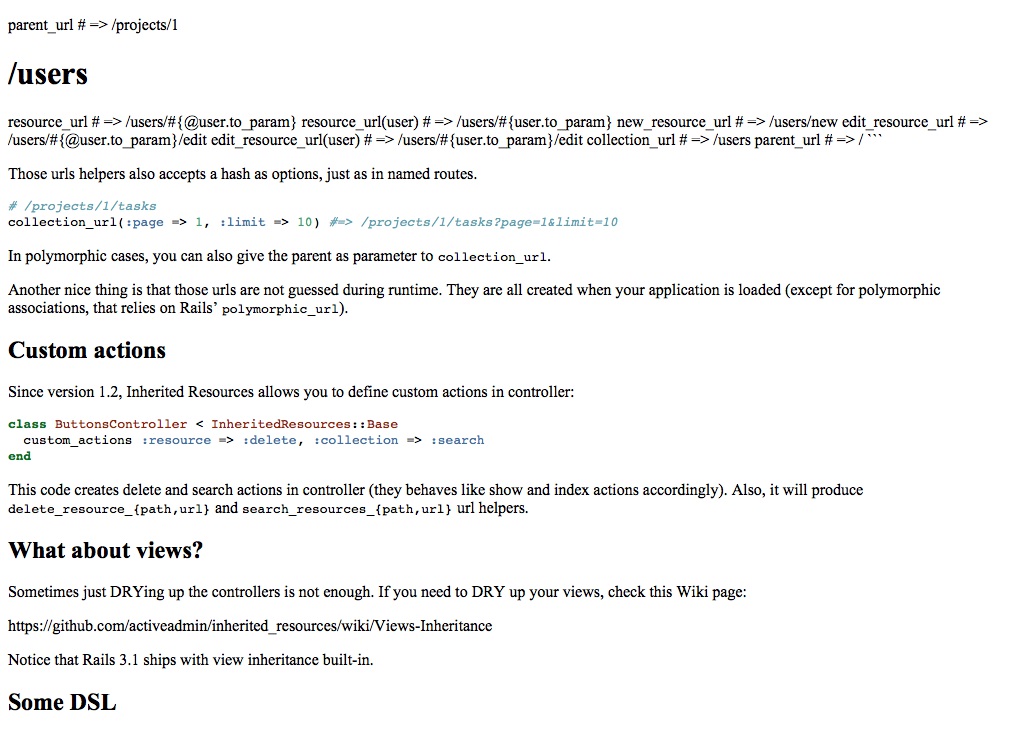 parent_url # => /projects/1
/users
resource_url # => /users/#{@user.to_param} resource_url(user) # => /users/#{user.to_param} new_resource_url # => /users/new edit_resource_url # =>
/users/#{@user.to_param}/edit edit_resource_url(user) # => /users/#{user.to_param}/edit collection_url # => /users parent_url # => / ```
Those urls helpers also accepts a hash as options, just as in named routes.
# /projects/1/tasks
collection_url(:page => 1, :limit => 10) #=> /projects/1/tasks?page=1&limit=10
In polymorphic cases, you can also give the parent as parameter to collection_url.
Another nice thing is that those urls are not guessed during runtime. They are all created when your application is loaded (except for polymorphic
associations, that relies on Rails’ polymorphic_url).
Custom actions
Since version 1.2, Inherited Resources allows you to define custom actions in controller:
class ButtonsController < InheritedResources::Base
  custom_actions :resource => :delete, :collection => :search
end
This code creates delete and search actions in controller (they behaves like show and index actions accordingly). Also, it will produce
delete_resource_{path,url} and search_resources_{path,url} url helpers.
What about views?
Sometimes just DRYing up the controllers is not enough. If you need to DRY up your views, check this Wiki page:
https://github.com/activeadmin/inherited_resources/wiki/Views-Inheritance
Notice that Rails 3.1 ships with view inheritance built-in.
Some DSL